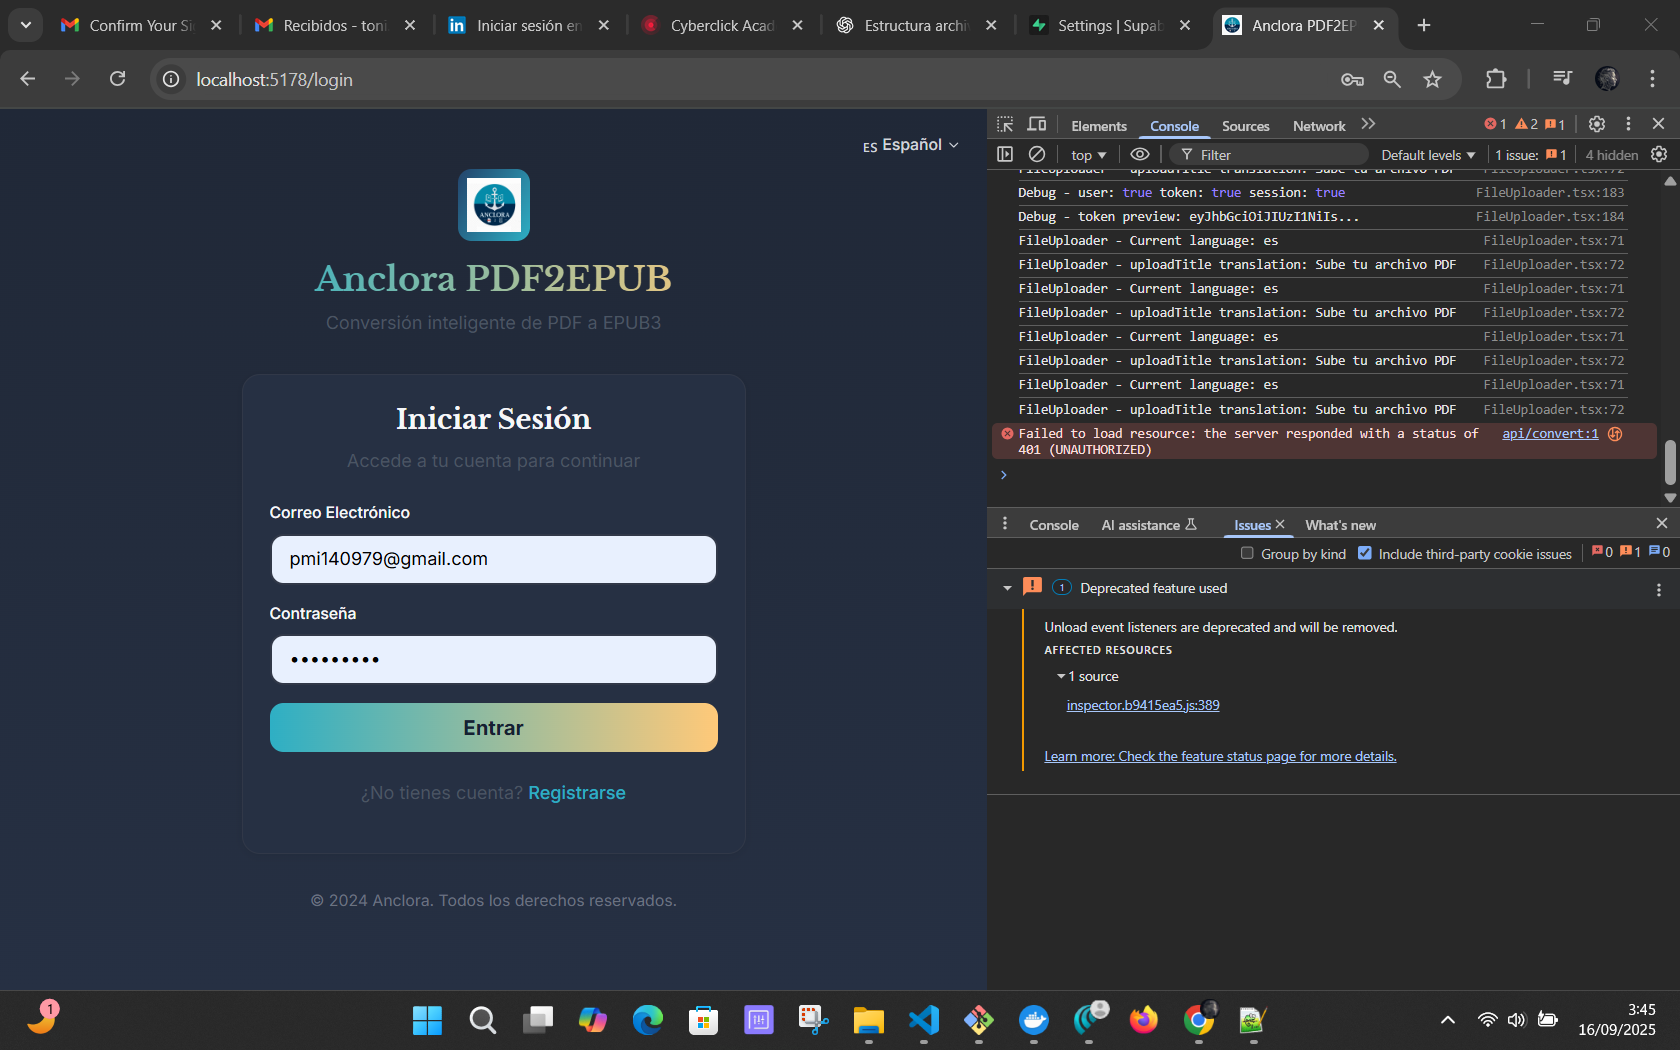 Confirm Your Si
Recibidos - toni.
Iniciar sesión en
Cyberclick Acad
Estructura archi
Settings | Supab
Anclora PDF2EP
localhost:5178/login
ES Español
ANCLORA
Anclora PDF2EPUB
Conversión inteligente de PDF a EPUB3
Iniciar Sesión
Accede a tu cuenta para continuar
Correo Electrónico
pmi140979@gmail.com
Contraseña
•••••••••
Entrar
¿No tienes cuenta? Registrarse
© 2024 Anclora. Todos los derechos reservados.
Elements Console Sources Network 1 2 1
top Filter Default levels 1 issue: 1 4 hidden
FileUploader - uploadTitle translation: Sube tu archivo PDF FileUploader.tsx:72
Debug - user: true token: true session: true FileUploader.tsx:183
Debug - token preview: eyJhbGciOiJIUzI1NiIs... FileUploader.tsx:184
FileUploader - Current language: es FileUploader.tsx:71
FileUploader - uploadTitle translation: Sube tu archivo PDF FileUploader.tsx:72
FileUploader - Current language: es FileUploader.tsx:71
FileUploader - uploadTitle translation: Sube tu archivo PDF FileUploader.tsx:72
FileUploader - Current language: es FileUploader.tsx:71
FileUploader - uploadTitle translation: Sube tu archivo PDF FileUploader.tsx:72
FileUploader - Current language: es FileUploader.tsx:71
FileUploader - uploadTitle translation: Sube tu archivo PDF FileUploader.tsx:72
Failed to load resource: the server responded with a status of api/convert:1
401 (UNAUTHORIZED)
Console AI assistance Issues What's new
Group by kind Include third-party cookie issues 0 1 0
1 Deprecated feature used
Unload event listeners are deprecated and will be removed.
AFFECTED RESOURCES
1 source
inspector.b9415ea5.js:389
Learn more: Check the feature status page for more details.
1
3:45
16/09/2025